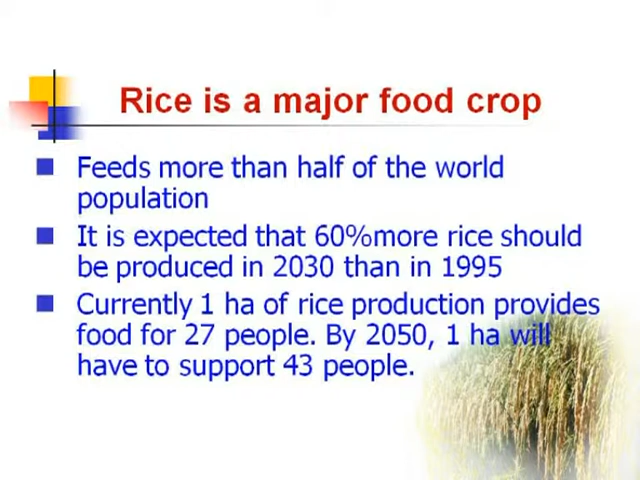 Rice is a major food crop
Feeds more than half of the world
population
It is expected that 60%more rice should
be produced in 2030 than in 1995
Currently 1 ha of rice production provides
food for 27 people. By 2050, 1 ha will
have to support 43 people.